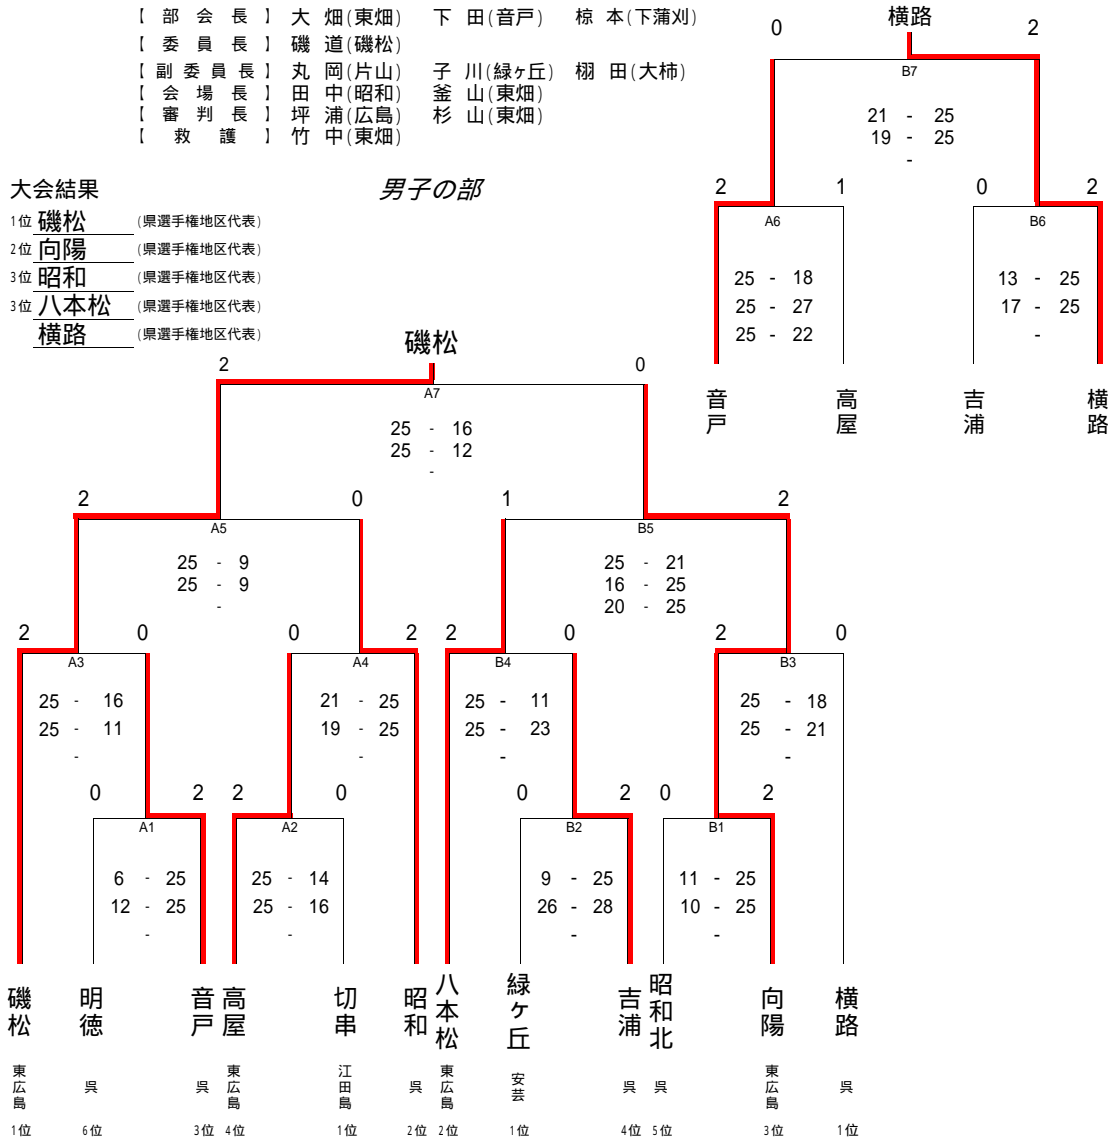 【 部 会 長 】 大 畑(東畑) 下 田(音戸) 椋 本(下蒲刈)
【 委 員 長 】 磯 道(磯松)
【 副 委 員 長 】 丸 岡(片山) 子 川(緑ヶ丘) 栩 田(大柿)
【 会 場 長 】 田 中(昭和) 釜 山(東畑)
【 審 判 長 】 坪 浦(広島) 杉 山(東畑)
【 救 護 】 竹 中(東畑)
横路
0 2
B7
21 - 25
19 - 25
-
2 1 0 2
A6 B6
25 - 18 13 - 25
25 - 27 17 - 25
25 - 22 -
音戸 高屋 吉浦 横路
大会結果 男子の部
1位 磯松 (県選手権地区代表)
2位 向陽 (県選手権地区代表)
3位 昭和 (県選手権地区代表)
3位 八本松 (県選手権地区代表)
横路 (県選手権地区代表)
磯松
2 0
A7
25 - 16
25 - 12
-
2 0 1 2
A5 B5
25 - 9 25 - 21
25 - 9 16 - 25
- 20 - 25
2 0 0 2 2 0 2 0
A3 A4 B4 B3
25 - 16 21 - 25 25 - 11 25 - 18
25 - 11 19 - 25 25 - 23 25 - 21
- - - -
0 2 2 0 0 2 0 2
A1 A2 B2 B1
6 - 25 25 - 14 9 - 25 11 - 25
12 - 25 25 - 16 26 - 28 10 - 25
- - - -
磯松 明徳 音戸 高屋 切串 昭和 八本松 緑ヶ丘 吉浦 昭和北 向陽 横路
東広島 呉 呉 東広島 江田島 呉 東広島 安芸 呉 呉 東広島 呉
1位 6位 3位 4位 1位 2位 2位 1位 4位 5位 3位 1位